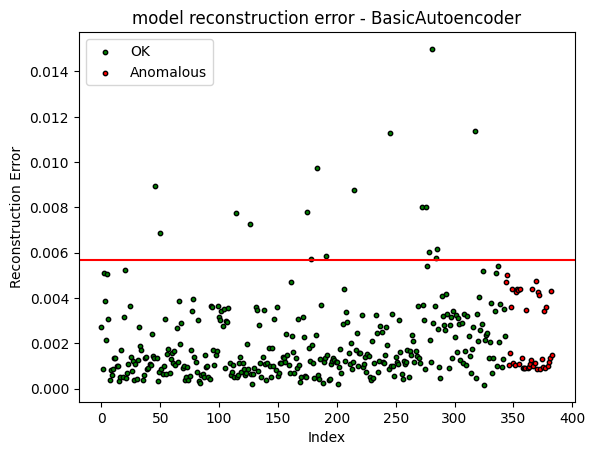 model reconstruction error - BasicAutoencoder
OK
Anomalous
Reconstruction Error
0.014
0.012
0.010
0.008
0.006
0.004
0.002
0.000
0 50 100 150 200 250 300 350 400
Index